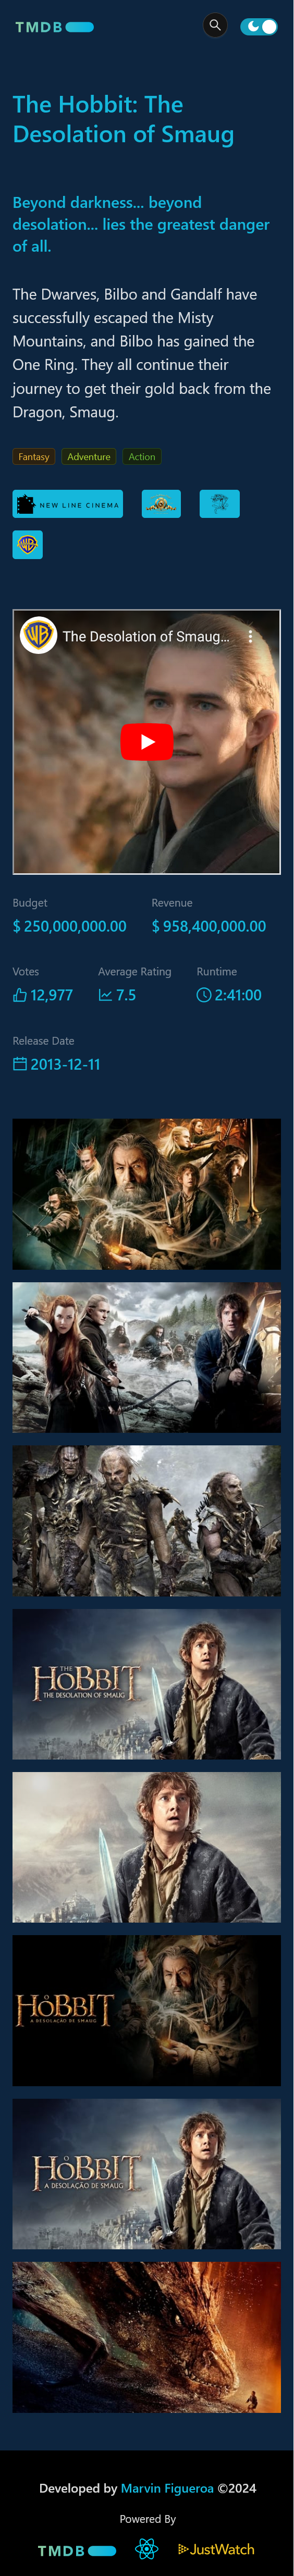 TMDB
The Hobbit: The
Desolation of Smaug
Beyond darkness... beyond
desolation... lies the greatest danger
of all.
The Dwarves, Bilbo and Gandalf have
successfully escaped the Misty
Mountains, and Bilbo has gained the
One Ring. They all continue their
journey to get their gold back from the
Dragon, Smaug.
Fantasy Adventure Action
NEW LINE CINEMA
WB
WB The Desolation of Smaug...
Budget Revenue
$ 250,000,000.00 $ 958,400,000.00
Votes Average Rating Runtime
12,977 7.5 2:41:00
Release Date
2013-12-11
THE
HOBBIT
THE DESOLATION OF SMAUG
O
HOBBIT
A DESOLAÇÃO DE SMAUG
O
HOBBIT
A DESOLAÇÃO DE SMAUG
Developed by Marvin Figueroa ©2024
Powered By
TMDB JustWatch